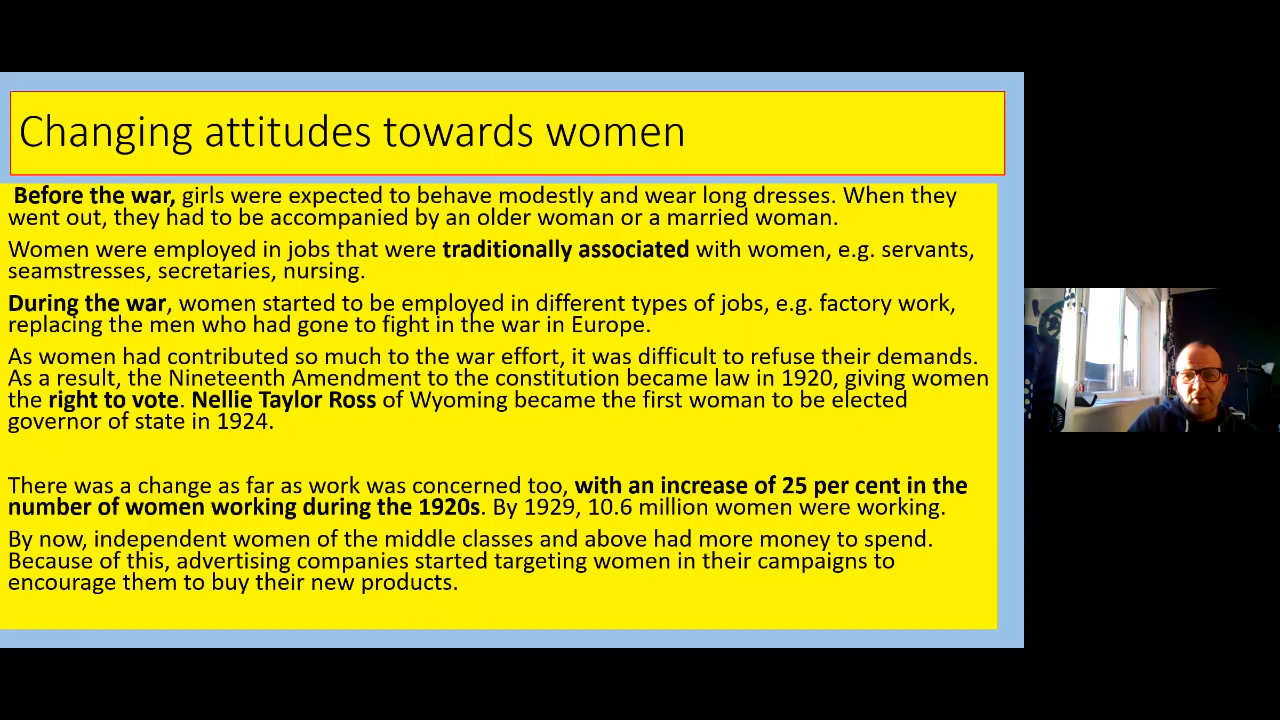 Changing attitudes towards women
Before the war, girls were expected to behave modestly and wear long dresses. When they
went out, they had to be accompanied by an older woman or a married woman.
Women were employed in jobs that were traditionally associated with women, e.g. servants,
seamstresses, secretaries, nursing.
During the war, women started to be employed in different types of jobs, e.g. factory work,
replacing the men who had gone to fight in the war in Europe.
As women had contributed so much to the war effort, it was difficult to refuse their demands.
As a result, the Nineteenth Amendment to the constitution became law in 1920, giving women
the right to vote. Nellie Taylor Ross of Wyoming became the first woman to be elected
governor of state in 1924.
There was a change as far as work was concerned too, with an increase of 25 per cent in the
number of women working during the 1920s. By 1929, 10.6 million women were working.
By now, independent women of the middle classes and above had more money to spend.
Because of this, advertising companies started targeting women in their campaigns to
encourage them to buy their new products.